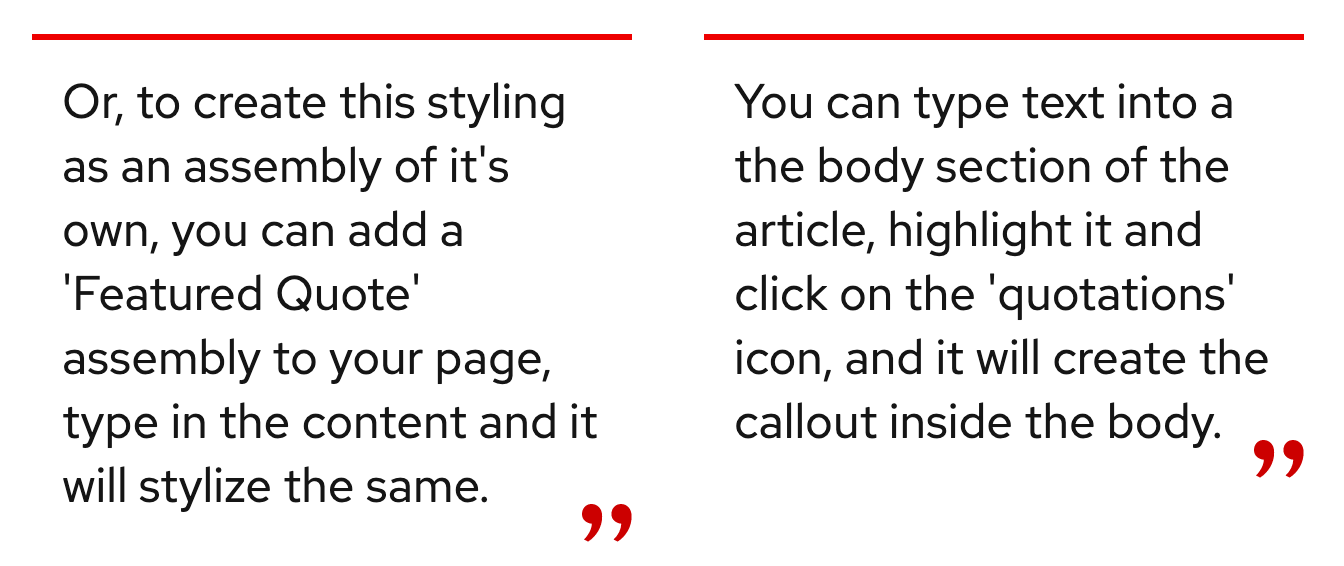 Or, to create this styling
as an assembly of it's
own, you can add a
'Featured Quote'
assembly to your page,
type in the content and it
will stylize the same.
”
You can type text into a
the body section of the
article, highlight it and
click on the 'quotations'
icon, and it will create the
callout inside the body.
”